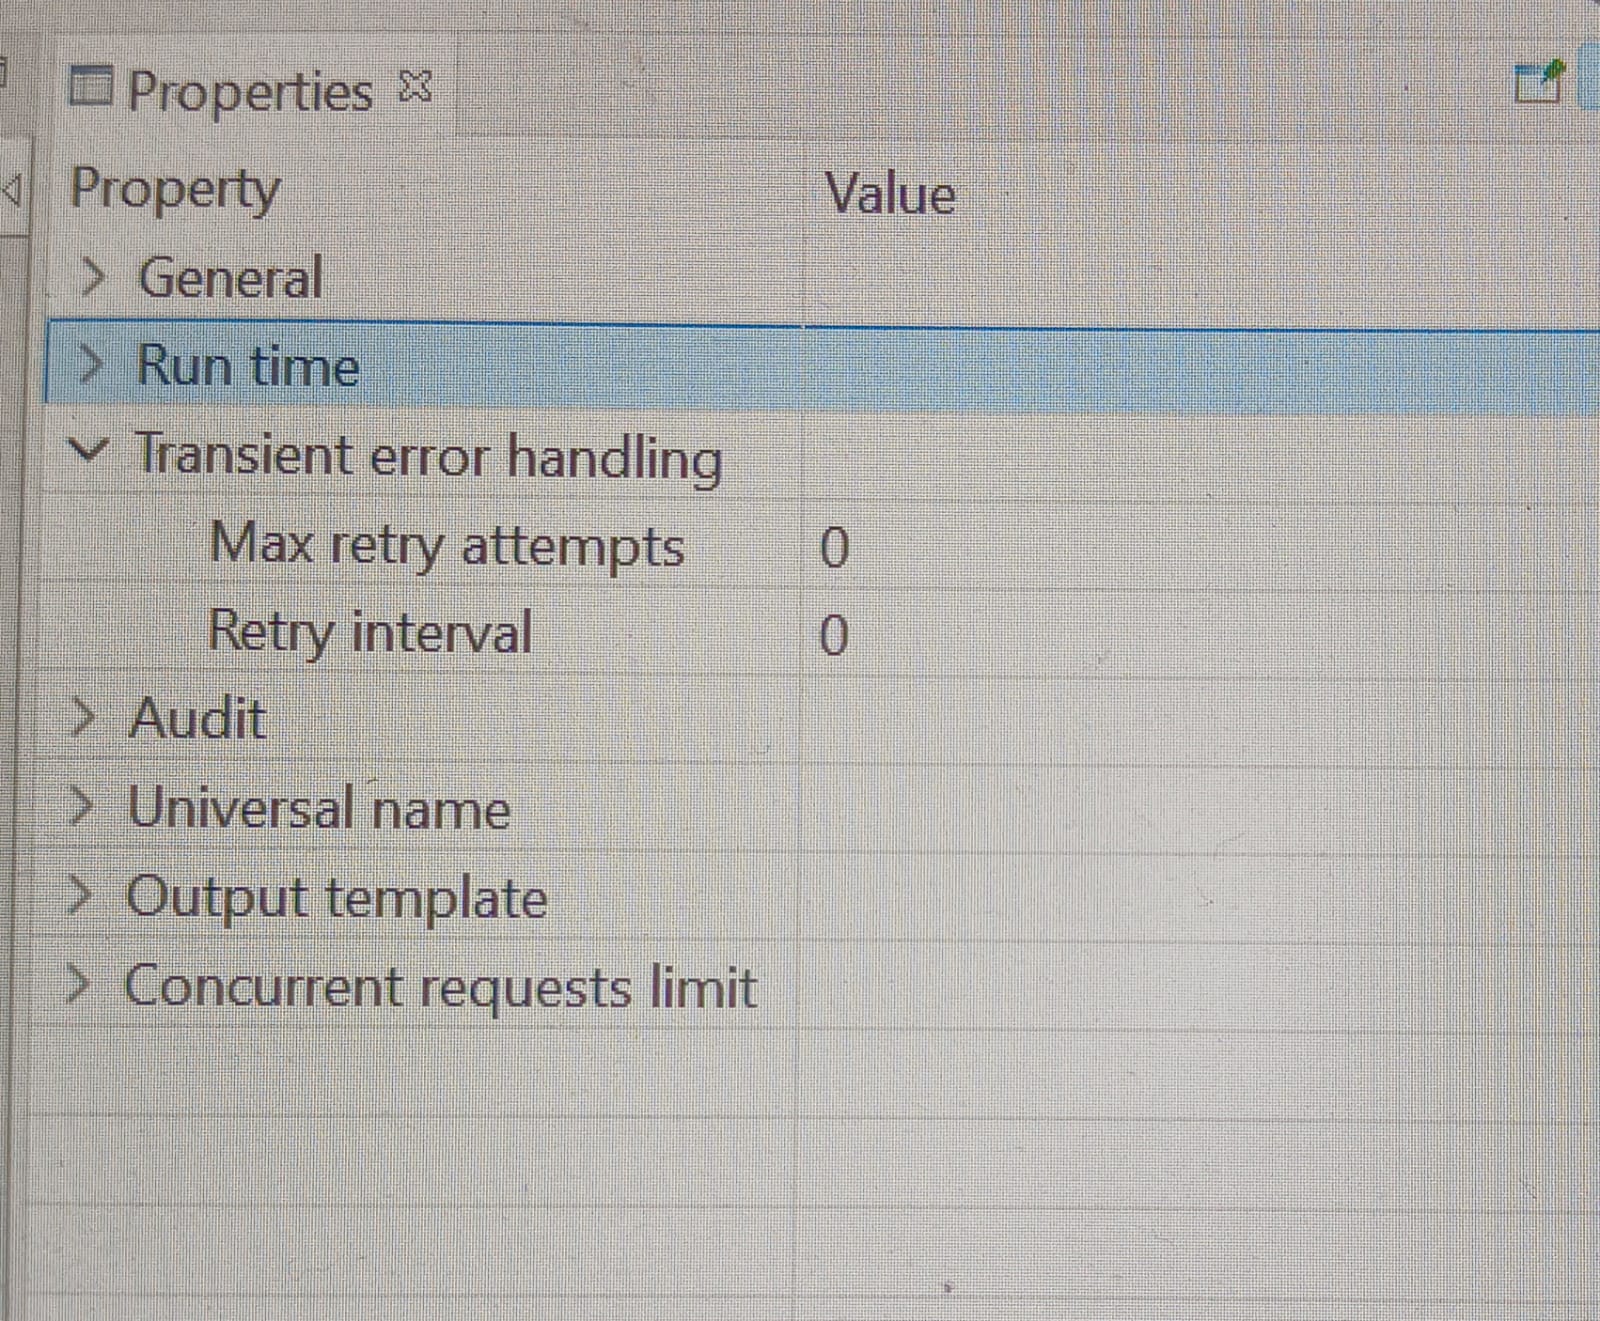 Properties
Property Value
General
Run time
Transient error handling
Max retry attempts 0
Retry interval 0
Audit
Universal name
Output template
Concurrent requests limit